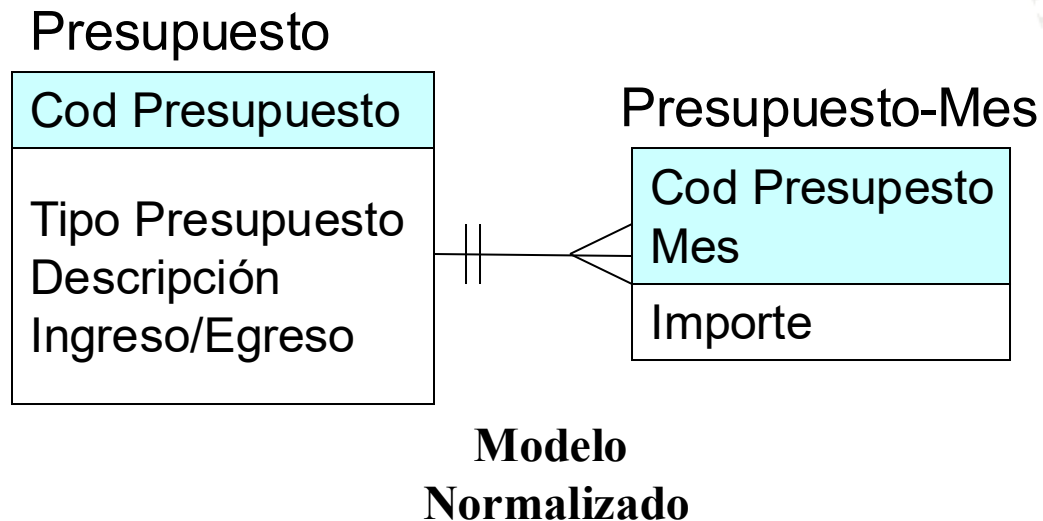 Presupuesto
Cod Presupuesto
Tipo Presupuesto
Descripción
Ingreso/Egreso
Presupuesto-Mes
Cod Presupesto
Mes
Importe
Modelo
Normalizado